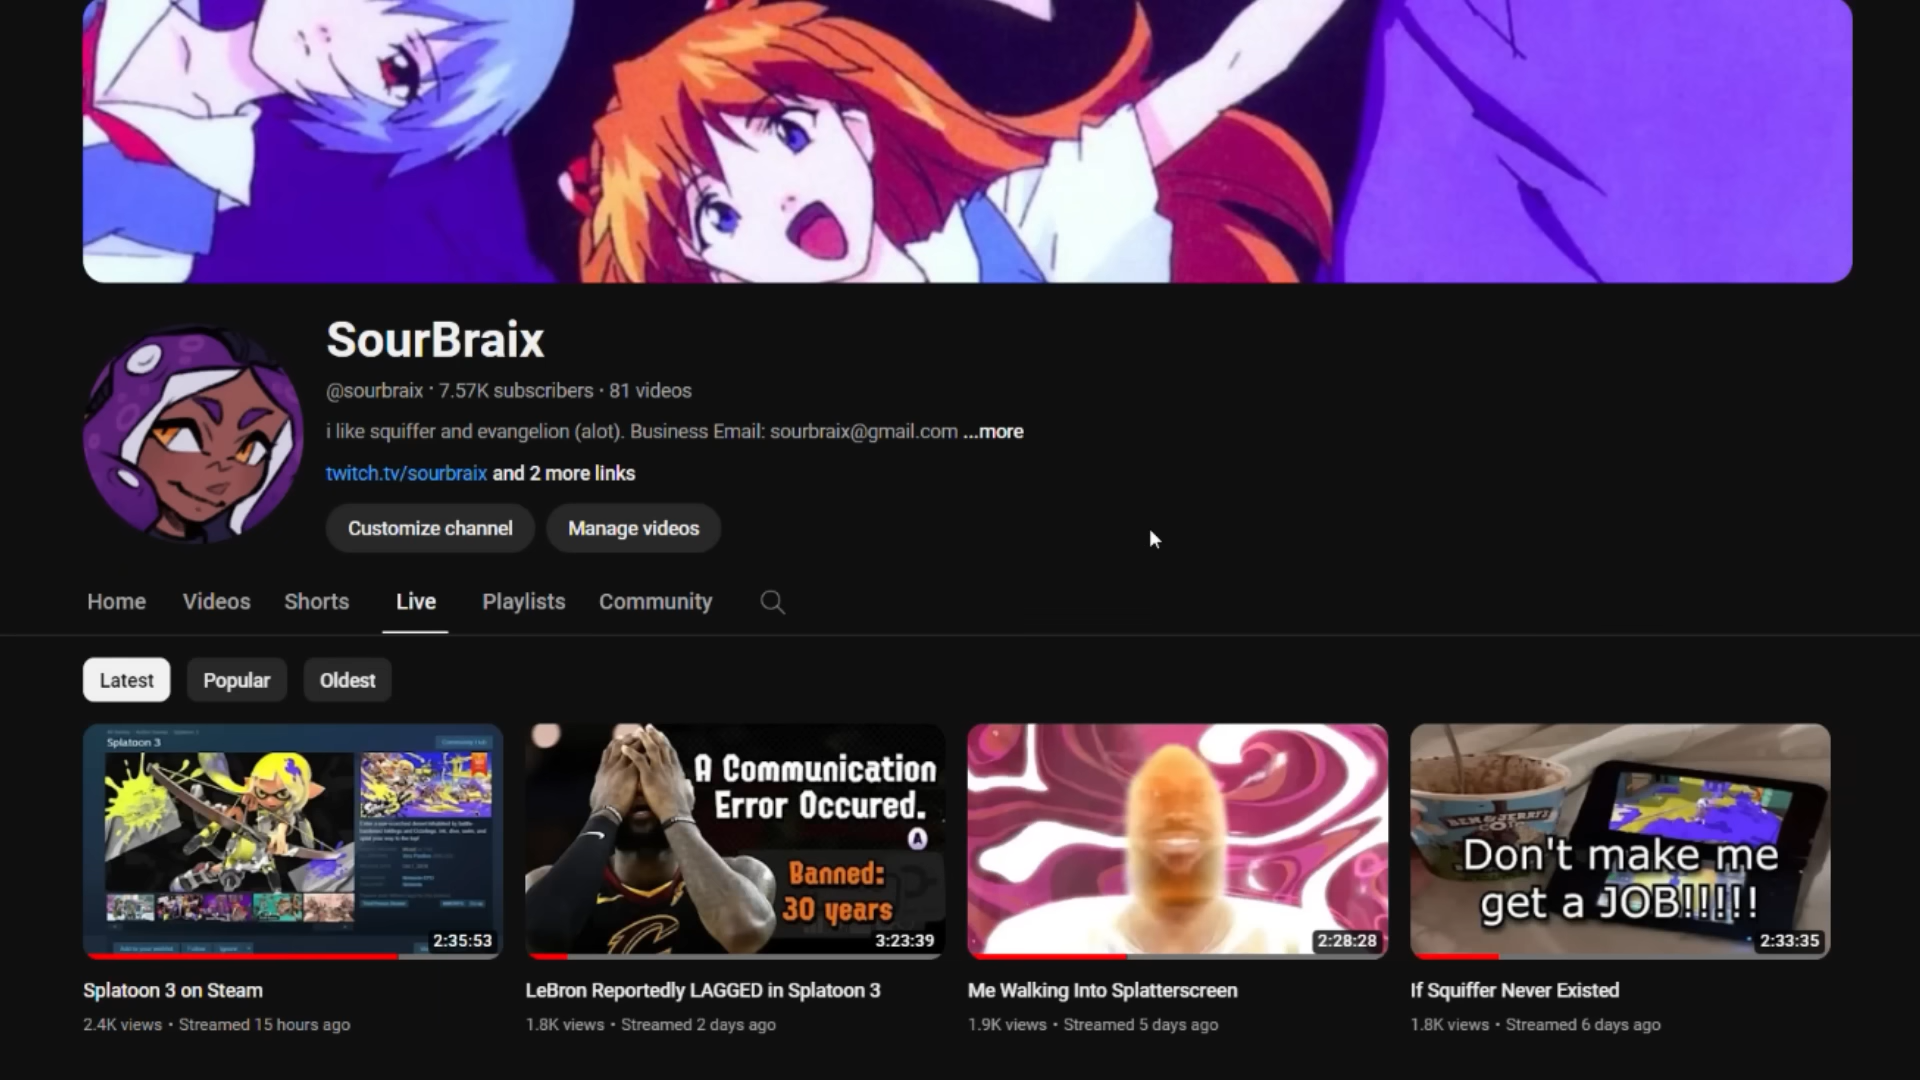 SourBraix
@sourbraix · 7.57K subscribers · 81 videos
i like squiffer and evangelion (alot). Business Email: sourbraix@gmail.com ...more
twitch.tv/sourbraix and 2 more links
Customize channel Manage videos
Home Videos Shorts Live Playlists Community
Latest Popular Oldest
Splatoon 3
2:35:53
A Communication
Error Occured.
A
Banned:
30 years
3:23:39
2:28:28
BEN & JERRY'S
Don't make me
get a JOB!!!!!
2:33:35
Splatoon 3 on Steam
2.4K views • Streamed 15 hours ago
LeBron Reportedly LAGGED in Splatoon 3
1.8K views • Streamed 2 days ago
Me Walking Into Splatterscreen
1.9K views • Streamed 5 days ago
If Squiffer Never Existed
1.8K views • Streamed 6 days ago